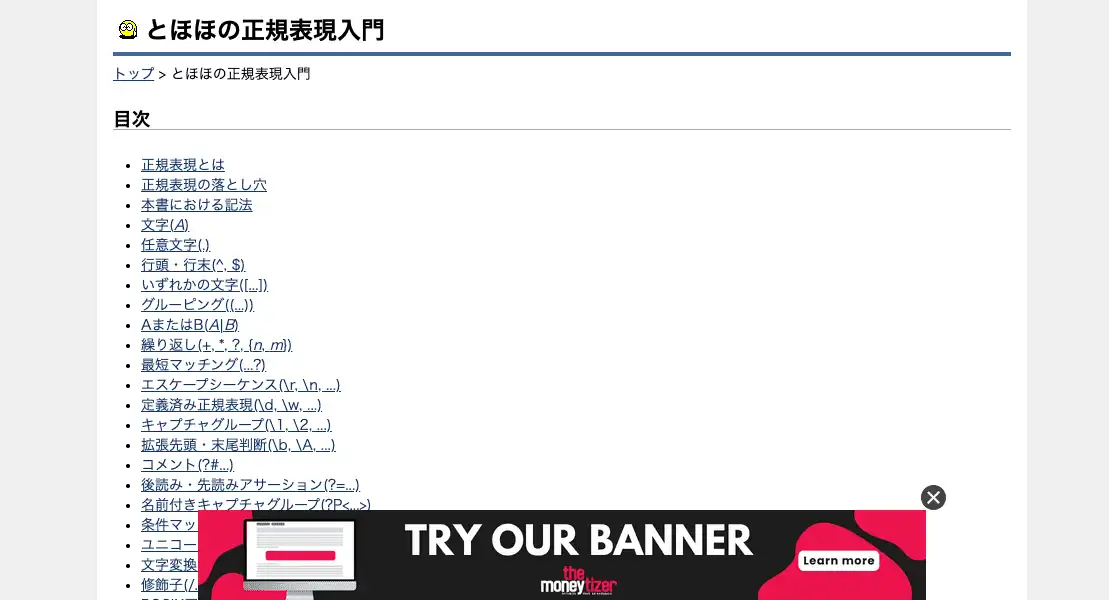 とほほの正規表現入門
トップ > とほほの正規表現入門
目次
正規表現とは
正規表現の落とし穴
本書における記法
文字(A)
任意文字(.)
行頭・行末(^, $)
いずれかの文字([...])
グルーピング((...))
AまたはB(A|B)
繰り返し(+, *, ?, {n, m})
最短マッチング(...?)
エスケープシーケンス(\r, \n, ...)
定義済み正規表現(\d, \w, ...)
キャプチャグループ(\1, \2, ...)
拡張先頭・末尾判断(\b, \A, ...)
コメント(?#...)
後読み・先読みアサーション(?=...)
名前付きキャプチャグループ(?P<...>)
条件マッ
ユニコー
文字変換
修飾子(/.
TRY OUR BANNER
Learn more
the
moneytizer